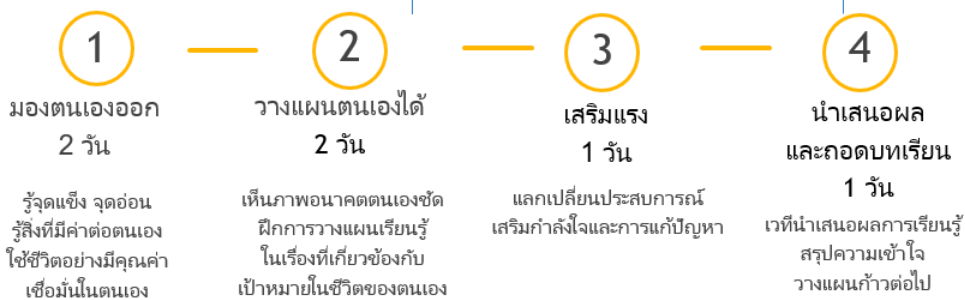 1
มองตนเองออก
2 วัน
รู้จุดแข็ง จุดอ่อน
รู้สิ่งที่มีค่าต่อตนเอง
ใช้ชีวิตอย่างมีคุณค่า
เชื่อมั่นในตนเอง
2
วางแผนตนเองได้
2 วัน
เห็นภาพอนาคตตนเองชัด
ฝึกการวางแผนเรียนรู้
ในเรื่องที่เกี่ยวข้องกับ
เป้าหมายในชีวิตของตนเอง
3
เสริมแรง
1 วัน
แลกเปลี่ยนประสบการณ์
เสริมกำลังใจและการแก้ปัญหา
4
นำเสนอผล
และถอดบทเรียน
1 วัน
เวทีนำเสนอผลการเรียนรู้
สรุปความเข้าใจ
วางแผนก้าวต่อไป